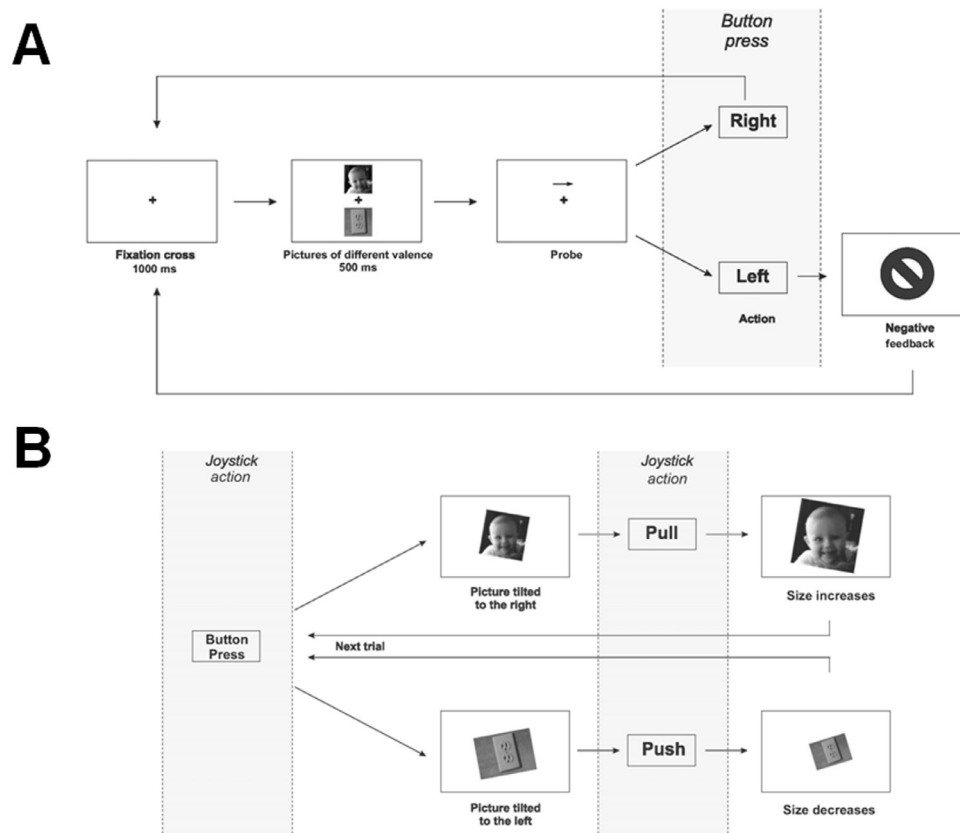 A
Button
press
Right
+
+
+
Fixation cross
1000 ms
Pictures of different valence
500 ms
Probe
Left
Action
Negative
feedback
B
Joystick
action
Joystick
action
Pull
Picture tilted
to the right
Size increases
Button
Press
Next trial
Push
Picture tilted
to the left
Size decreases